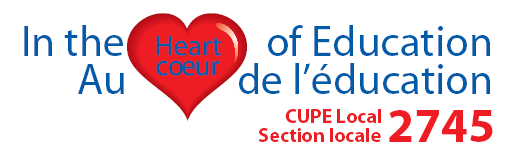 In the Heart of Education
Au coeur de l'éducation
CUPE Local
Section locale 2745